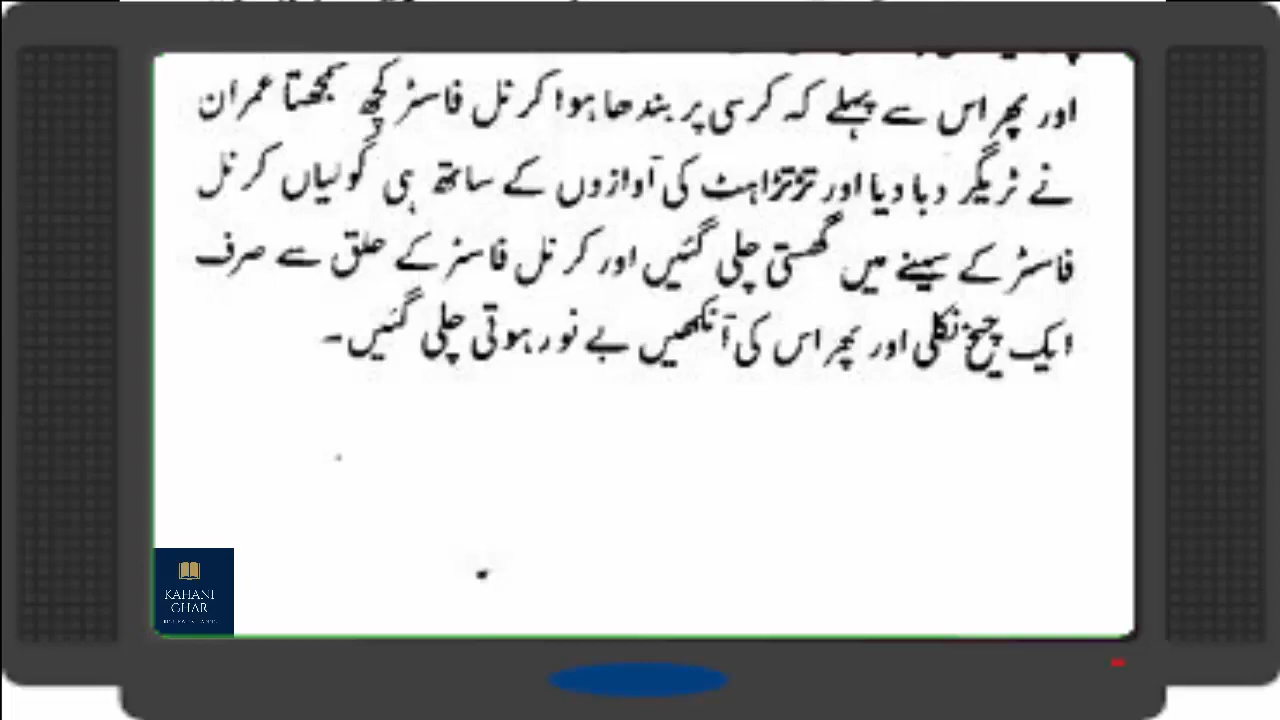 اور پھر اس سے پہلے کہ کرسی پر بندھا ہوا کرنل فاسٹر کچھ سمجھتا عمران
نے ٹریگر دبا دیا اور تڑتڑاہٹ کی آوازوں کے ساتھ ہی گولیاں کرنل
فاسٹر کے سینے میں گھستی چلی گئیں اور کرنل فاسٹر کے حلق سے صرف
ایک چیخ نکلی اور پھر اس کی آنکھیں بے نور ہوتی چلی گئیں۔
KAHANI
GHAR